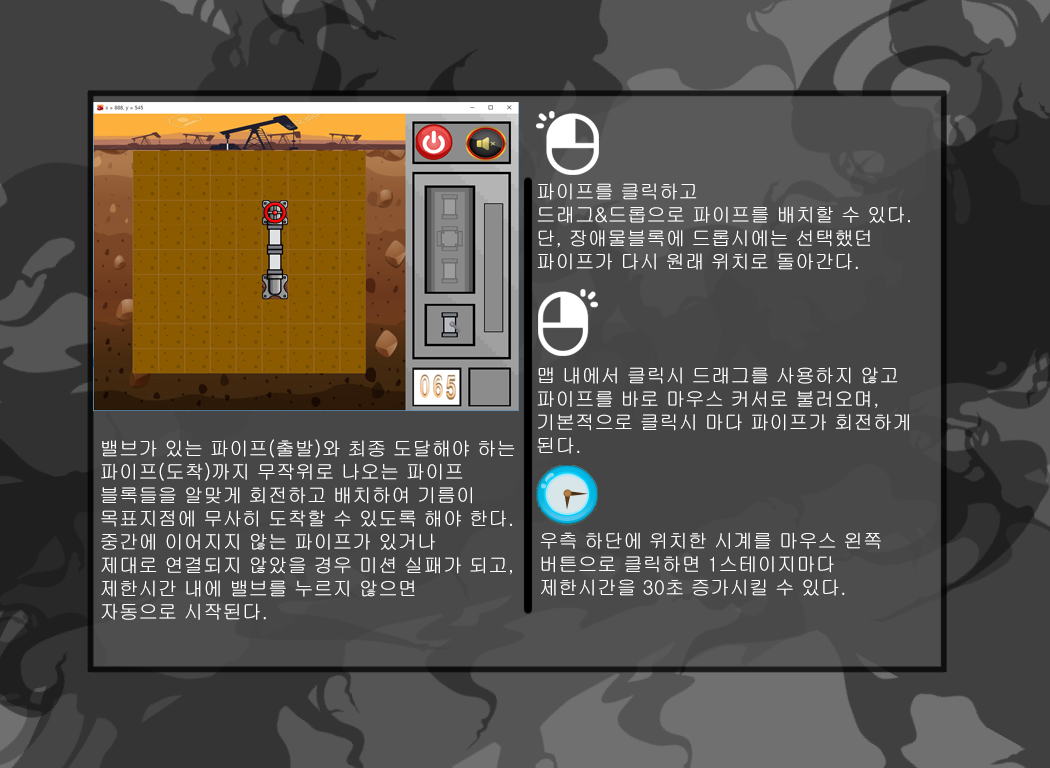 x = 888, y = 545
065
밸브가 있는 파이프(출발)와 최종 도달해야 하는
파이프(도착)까지 무작위로 나오는 파이프
블록들을 알맞게 회전하고 배치하여 기름이
목표지점에 무사히 도착할 수 있도록 해야 한다.
중간에 이어지지 않는 파이프가 있거나
제대로 연결되지 않았을 경우 미션 실패가 되고,
제한시간 내에 밸브를 누르지 않으면
자동으로 시작된다.
파이프를 클릭하고
드래그&드롭으로 파이프를 배치할 수 있다.
단, 장애물블록에 드롭시에는 선택했던
파이프가 다시 원래 위치로 돌아간다.
맵 내에서 클릭시 드래그를 사용하지 않고
파이프를 바로 마우스 커서로 불러오며,
기본적으로 클릭시 마다 파이프가 회전하게
된다.
우측 하단에 위치한 시계를 마우스 왼쪽
버튼으로 클릭하면 1스테이지마다
제한시간을 30초 증가시킬 수 있다.